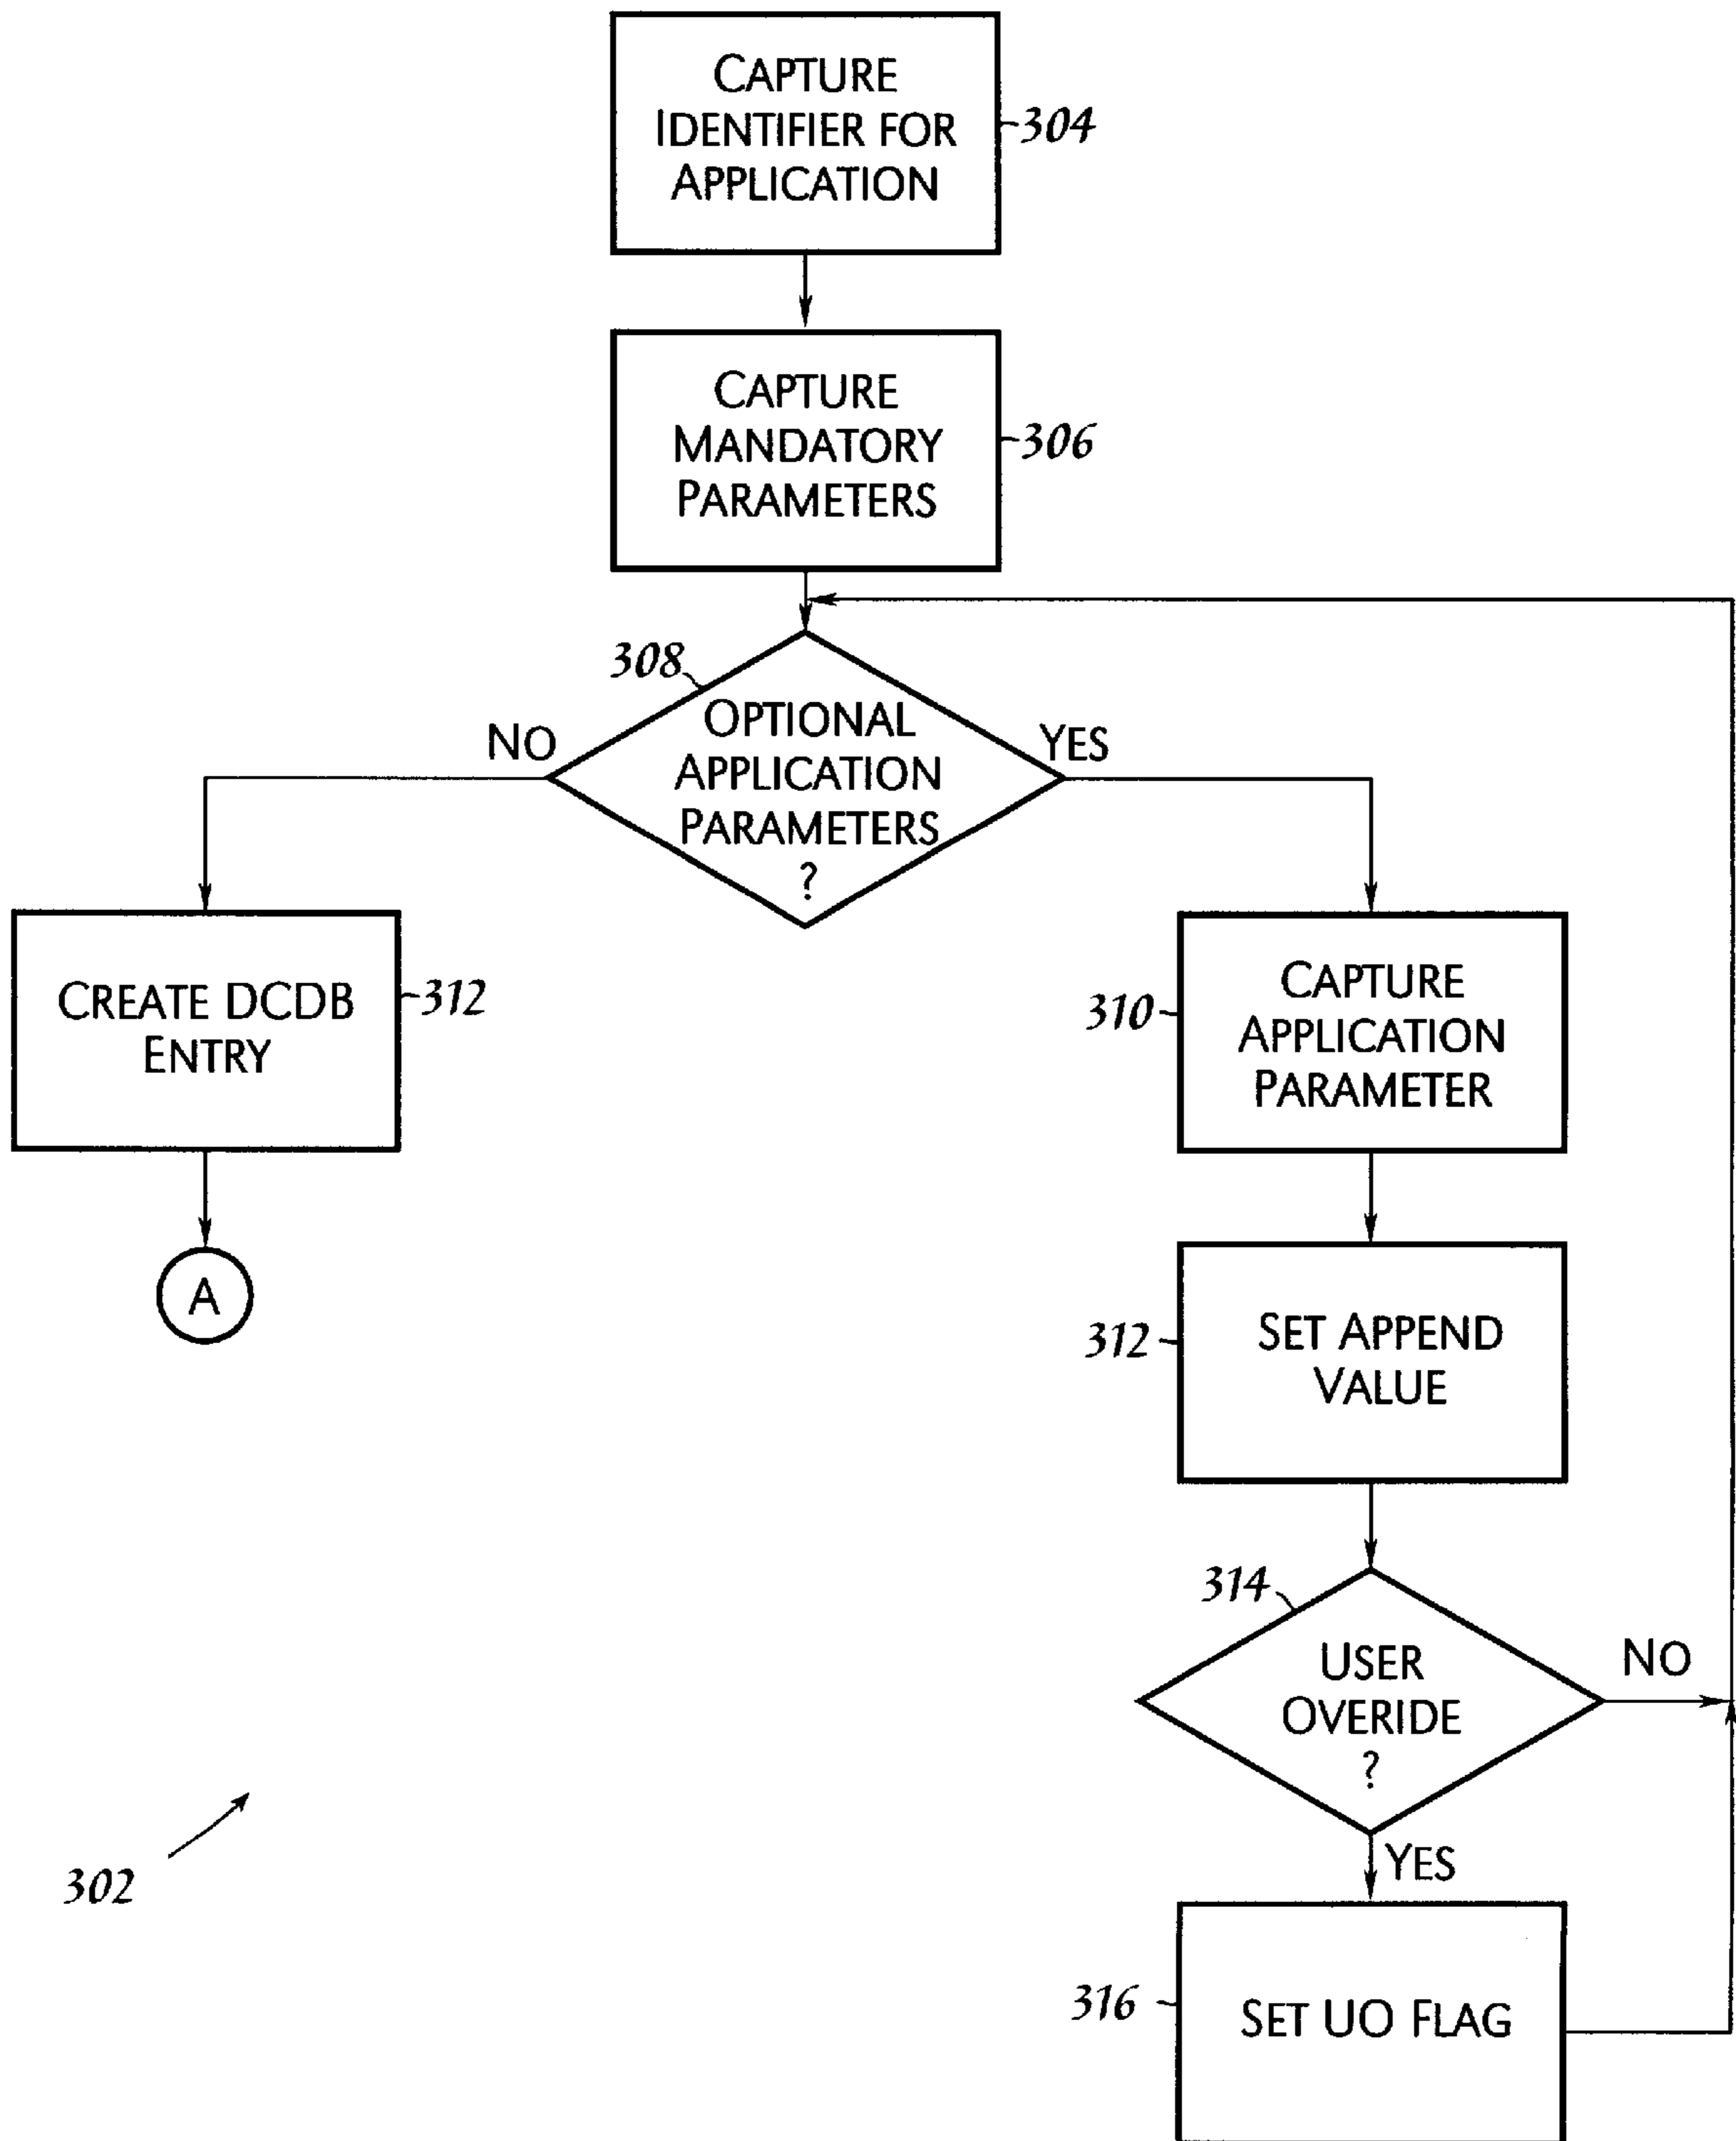 CAPTURE
IDENTIFIER FOR
APPLICATION
304
CAPTURE
MANDATORY
PARAMETERS
306
308
OPTIONAL
APPLICATION
PARAMETERS
?
NO
YES
CREATE DCDB
ENTRY
312
A
310
CAPTURE
APPLICATION
PARAMETER
312
SET APPEND
VALUE
314
USER
OVERIDE
?
NO
YES
302
316
SET UO FLAG